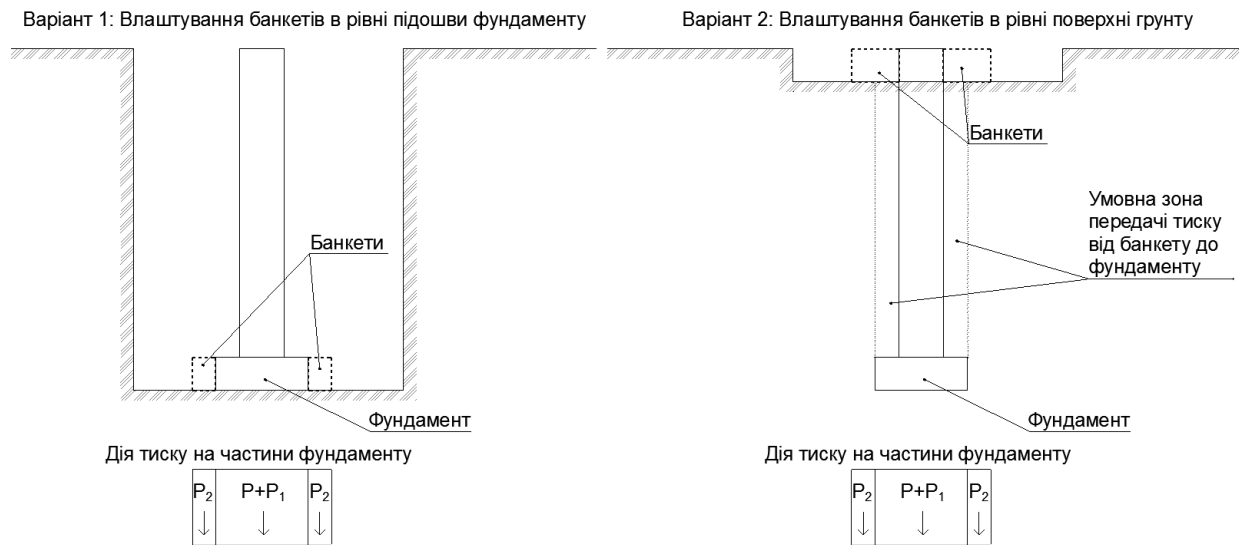 Варіант 1: Влаштування банкетів в рівні підошви фундаменту
Банкети
Фундамент
Дія тиску на частини фундаменту
P₂ P+P₁ P₂
Варіант 2: Влаштування банкетів в рівні поверхні грунту
Банкети
Умовна зона
передачі тиску
від банкету до
фундаменту
Фундамент
Дія тиску на частини фундаменту
P₂ P+P₁ P₂